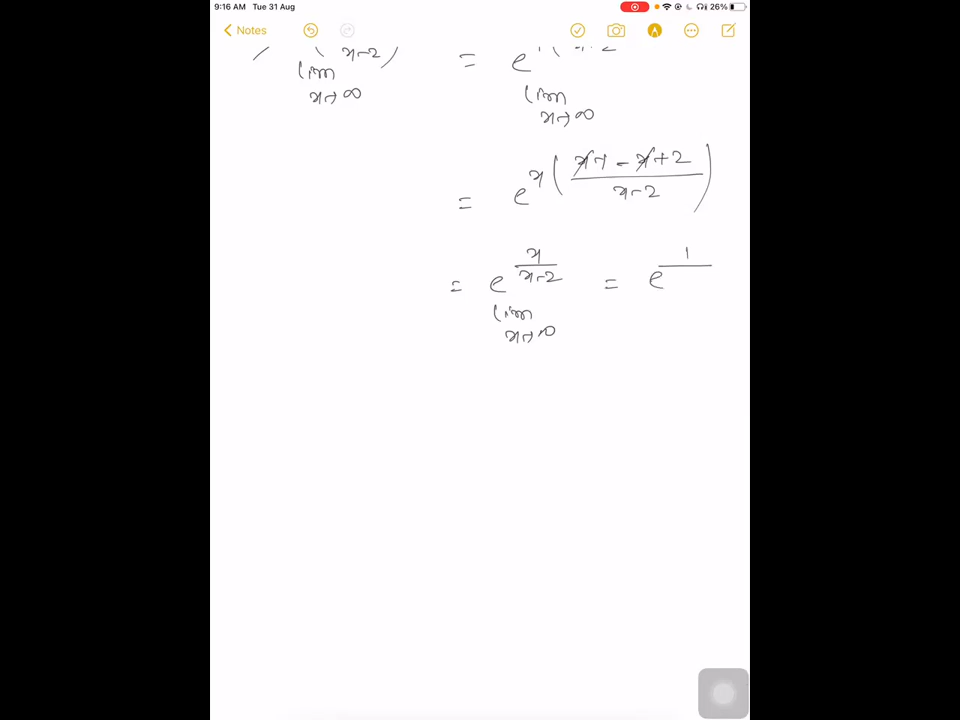 9:16 AM Tue 31 Aug 26%
Notes
x-2) = e
lim lim
x→∞ x→∞
= e^x((x-1-x+2)/(x-2))
= e^(x/(x-2)) = e^(1/
lim
x→∞